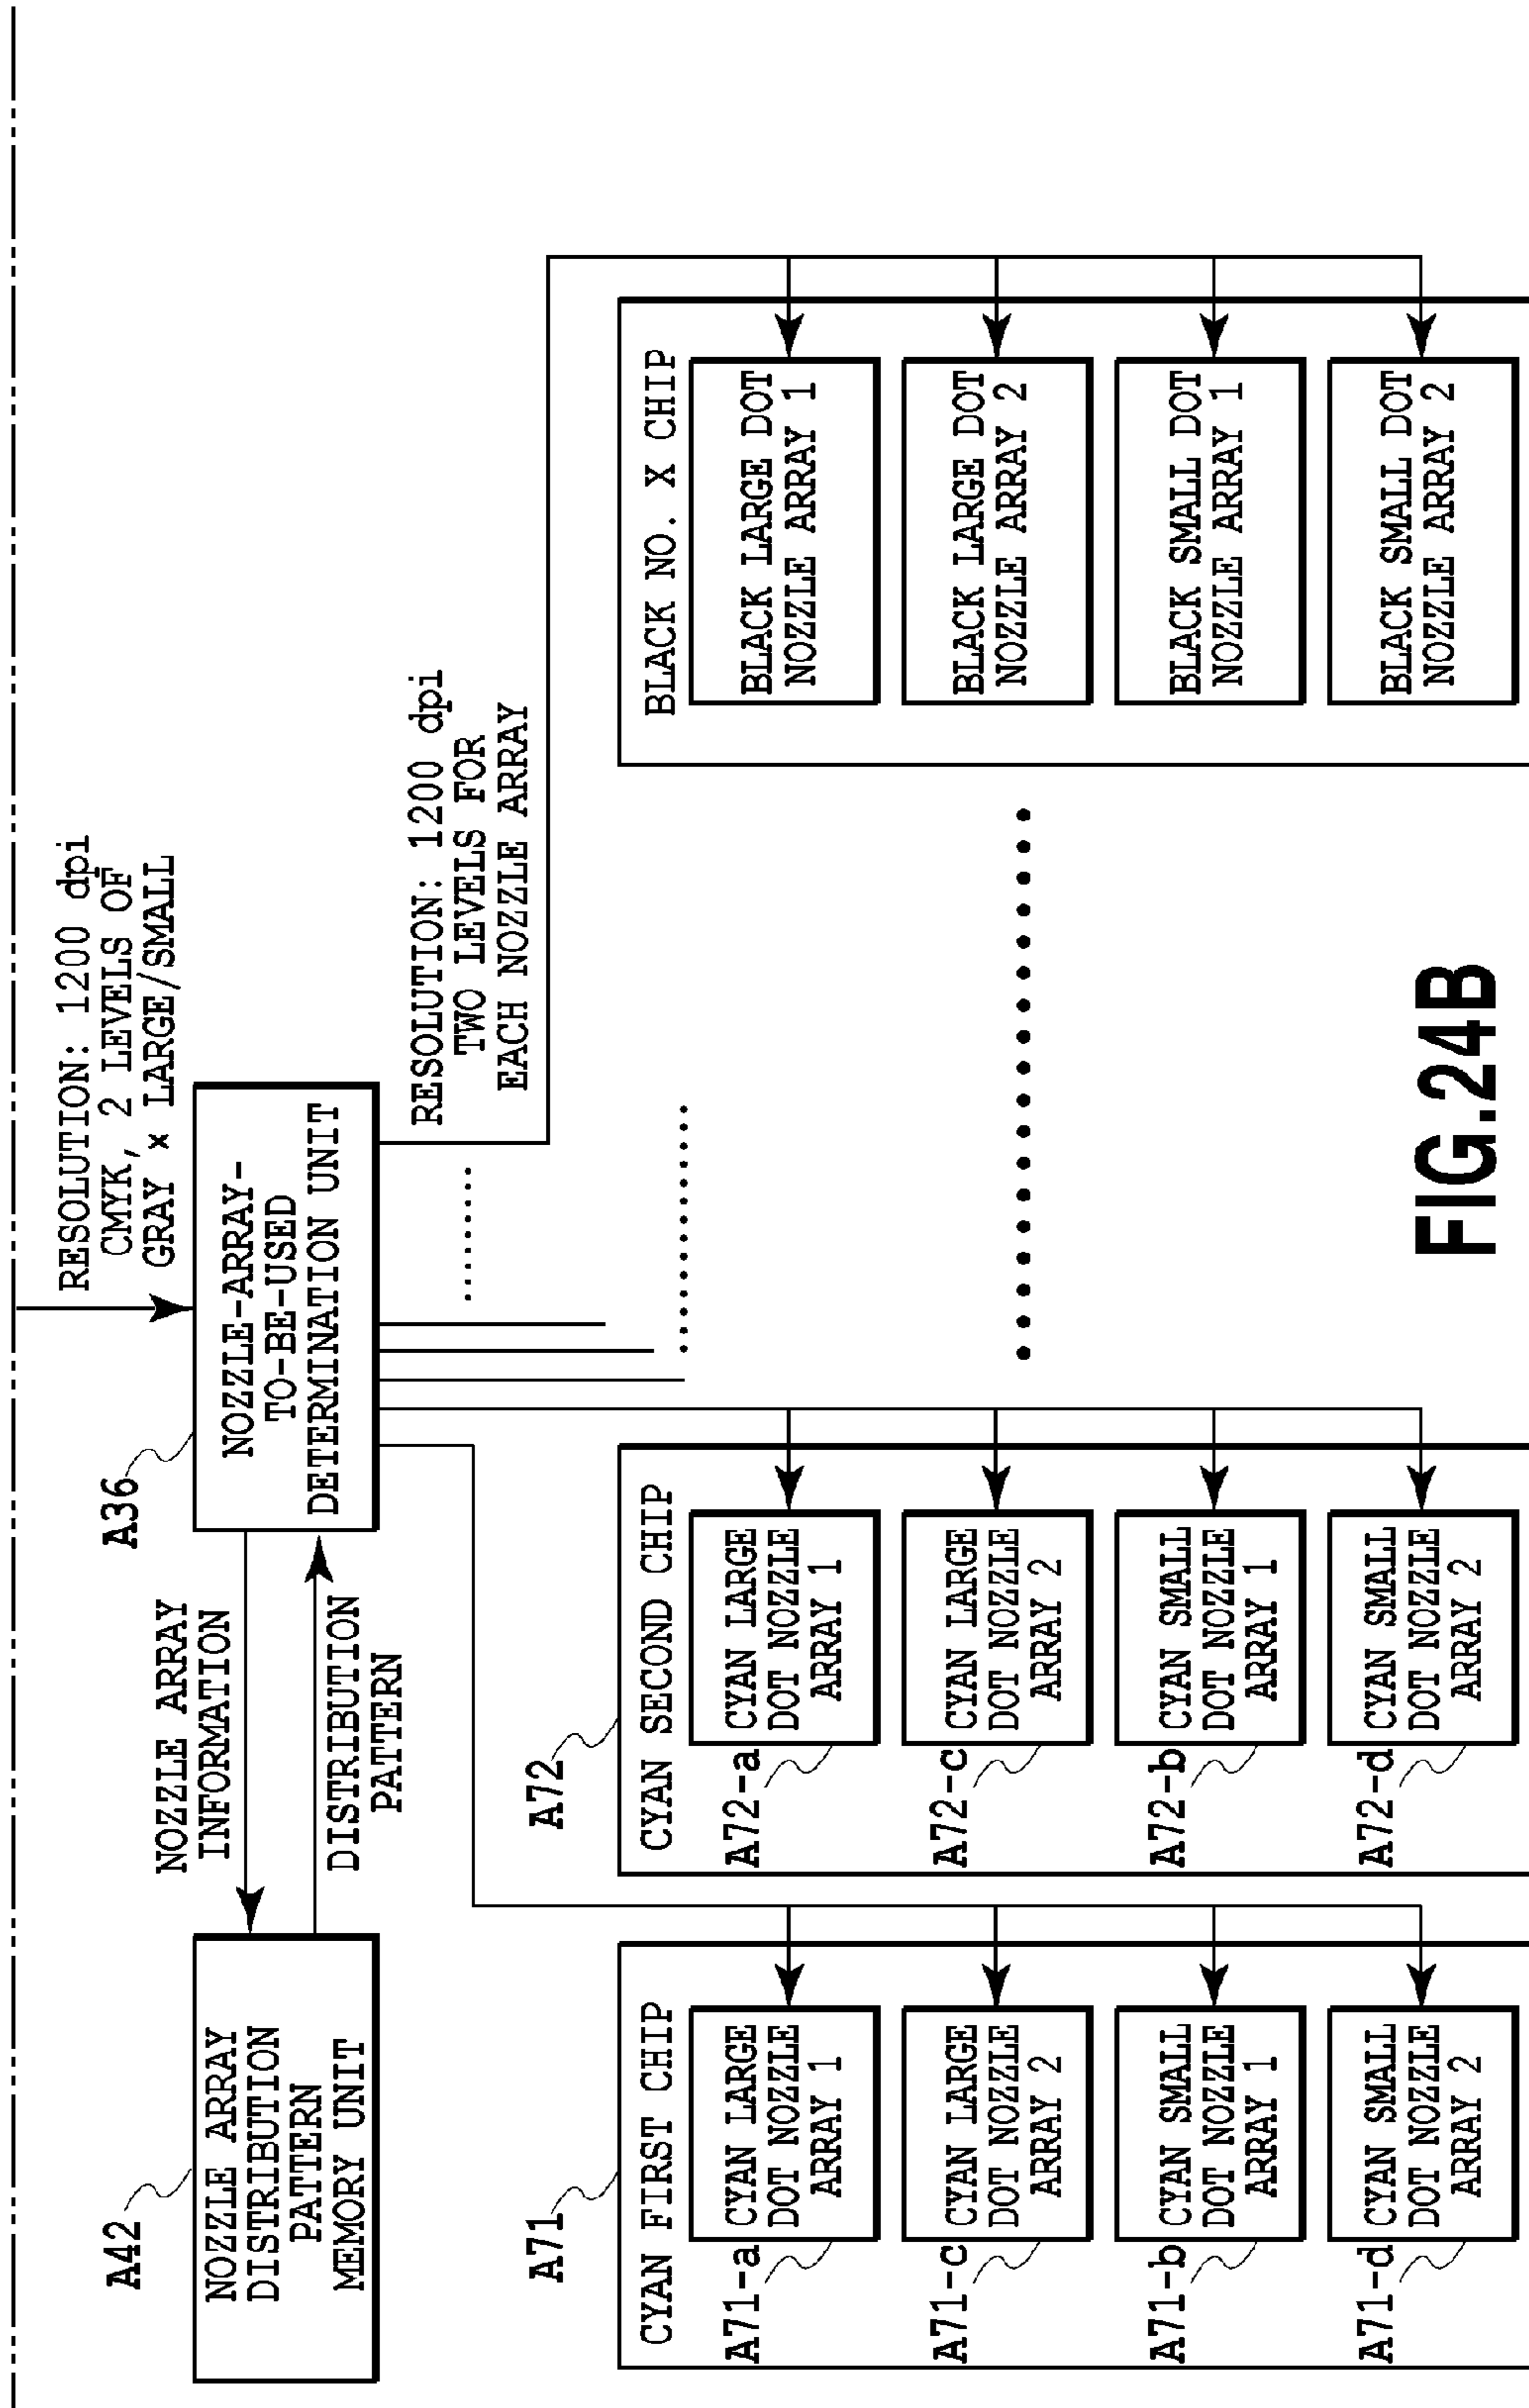 RESOLUTION: 1200 dpi
CMYK, 2 LEVELS OF
GRAY × LARGE/SMALL
A42
NOZZLE ARRAY
DISTRIBUTION
PATTERN
MEMORY UNIT
NOZZLE ARRAY
INFORMATION
DISTRIBUTION
PATTERN
A36
NOZZLE-ARRAY-
TO-BE-USED
DETERMINATION UNIT
RESOLUTION: 1200 dpi
TWO LEVELS FOR
EACH NOZZLE ARRAY
A71
CYAN FIRST CHIP
A71-a
CYAN LARGE
DOT NOZZLE
ARRAY 1
A71-c
CYAN LARGE
DOT NOZZLE
ARRAY 2
A71-b
CYAN SMALL
DOT NOZZLE
ARRAY 1
A71-d
CYAN SMALL
DOT NOZZLE
ARRAY 2
A72
CYAN SECOND CHIP
A72-a
CYAN LARGE
DOT NOZZLE
ARRAY 1
A72-c
CYAN LARGE
DOT NOZZLE
ARRAY 2
A72-b
CYAN SMALL
DOT NOZZLE
ARRAY 1
A72-d
CYAN SMALL
DOT NOZZLE
ARRAY 2
BLACK NO. X CHIP
BLACK LARGE DOT
NOZZLE ARRAY 1
BLACK LARGE DOT
NOZZLE ARRAY 2
BLACK SMALL DOT
NOZZLE ARRAY 1
BLACK SMALL DOT
NOZZLE ARRAY 2
FIG.24B